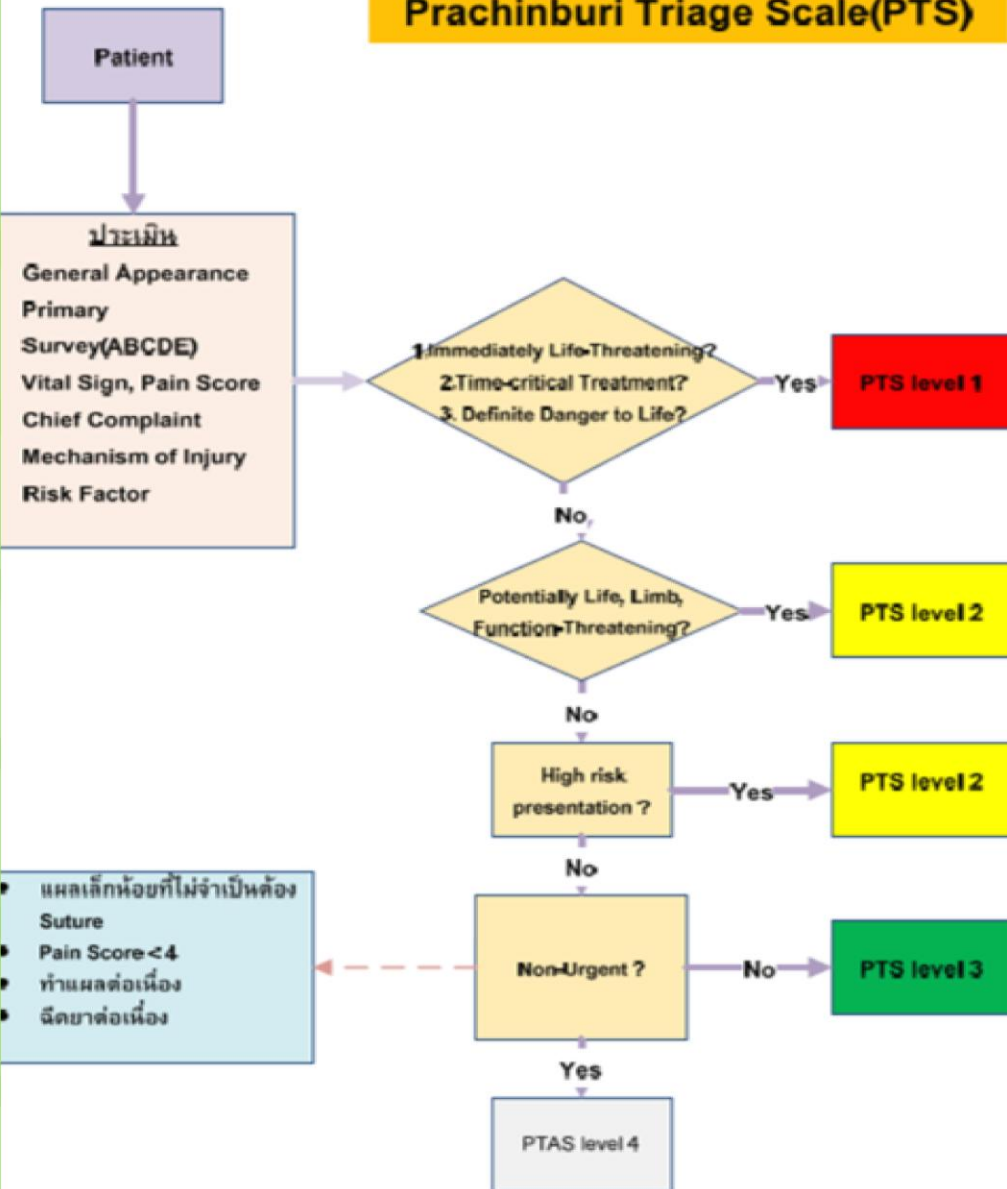 Prachinburi Triage Scale(PTS)
Patient
ประเมิน
General Appearance
Primary
Survey(ABCDE)
Vital Sign, Pain Score
Chief Complaint
Mechanism of Injury
Risk Factor
1.Immediately Life-Threatening?
2.Time-critical Treatment?
3. Definite Danger to Life?
Yes
PTS level 1
No
Potentially Life, Limb,
Function-Threatening?
Yes
PTS level 2
No
High risk
presentation ?
Yes
PTS level 2
No
แผลเล็กน้อยที่ไม่จำเป็นต้อง
Suture
Pain Score<4
ทำแผลต่อเนื่อง
ฉีดยาต่อเนื่อง
Non-Urgent ?
No
PTS level 3
Yes
PTAS level 4